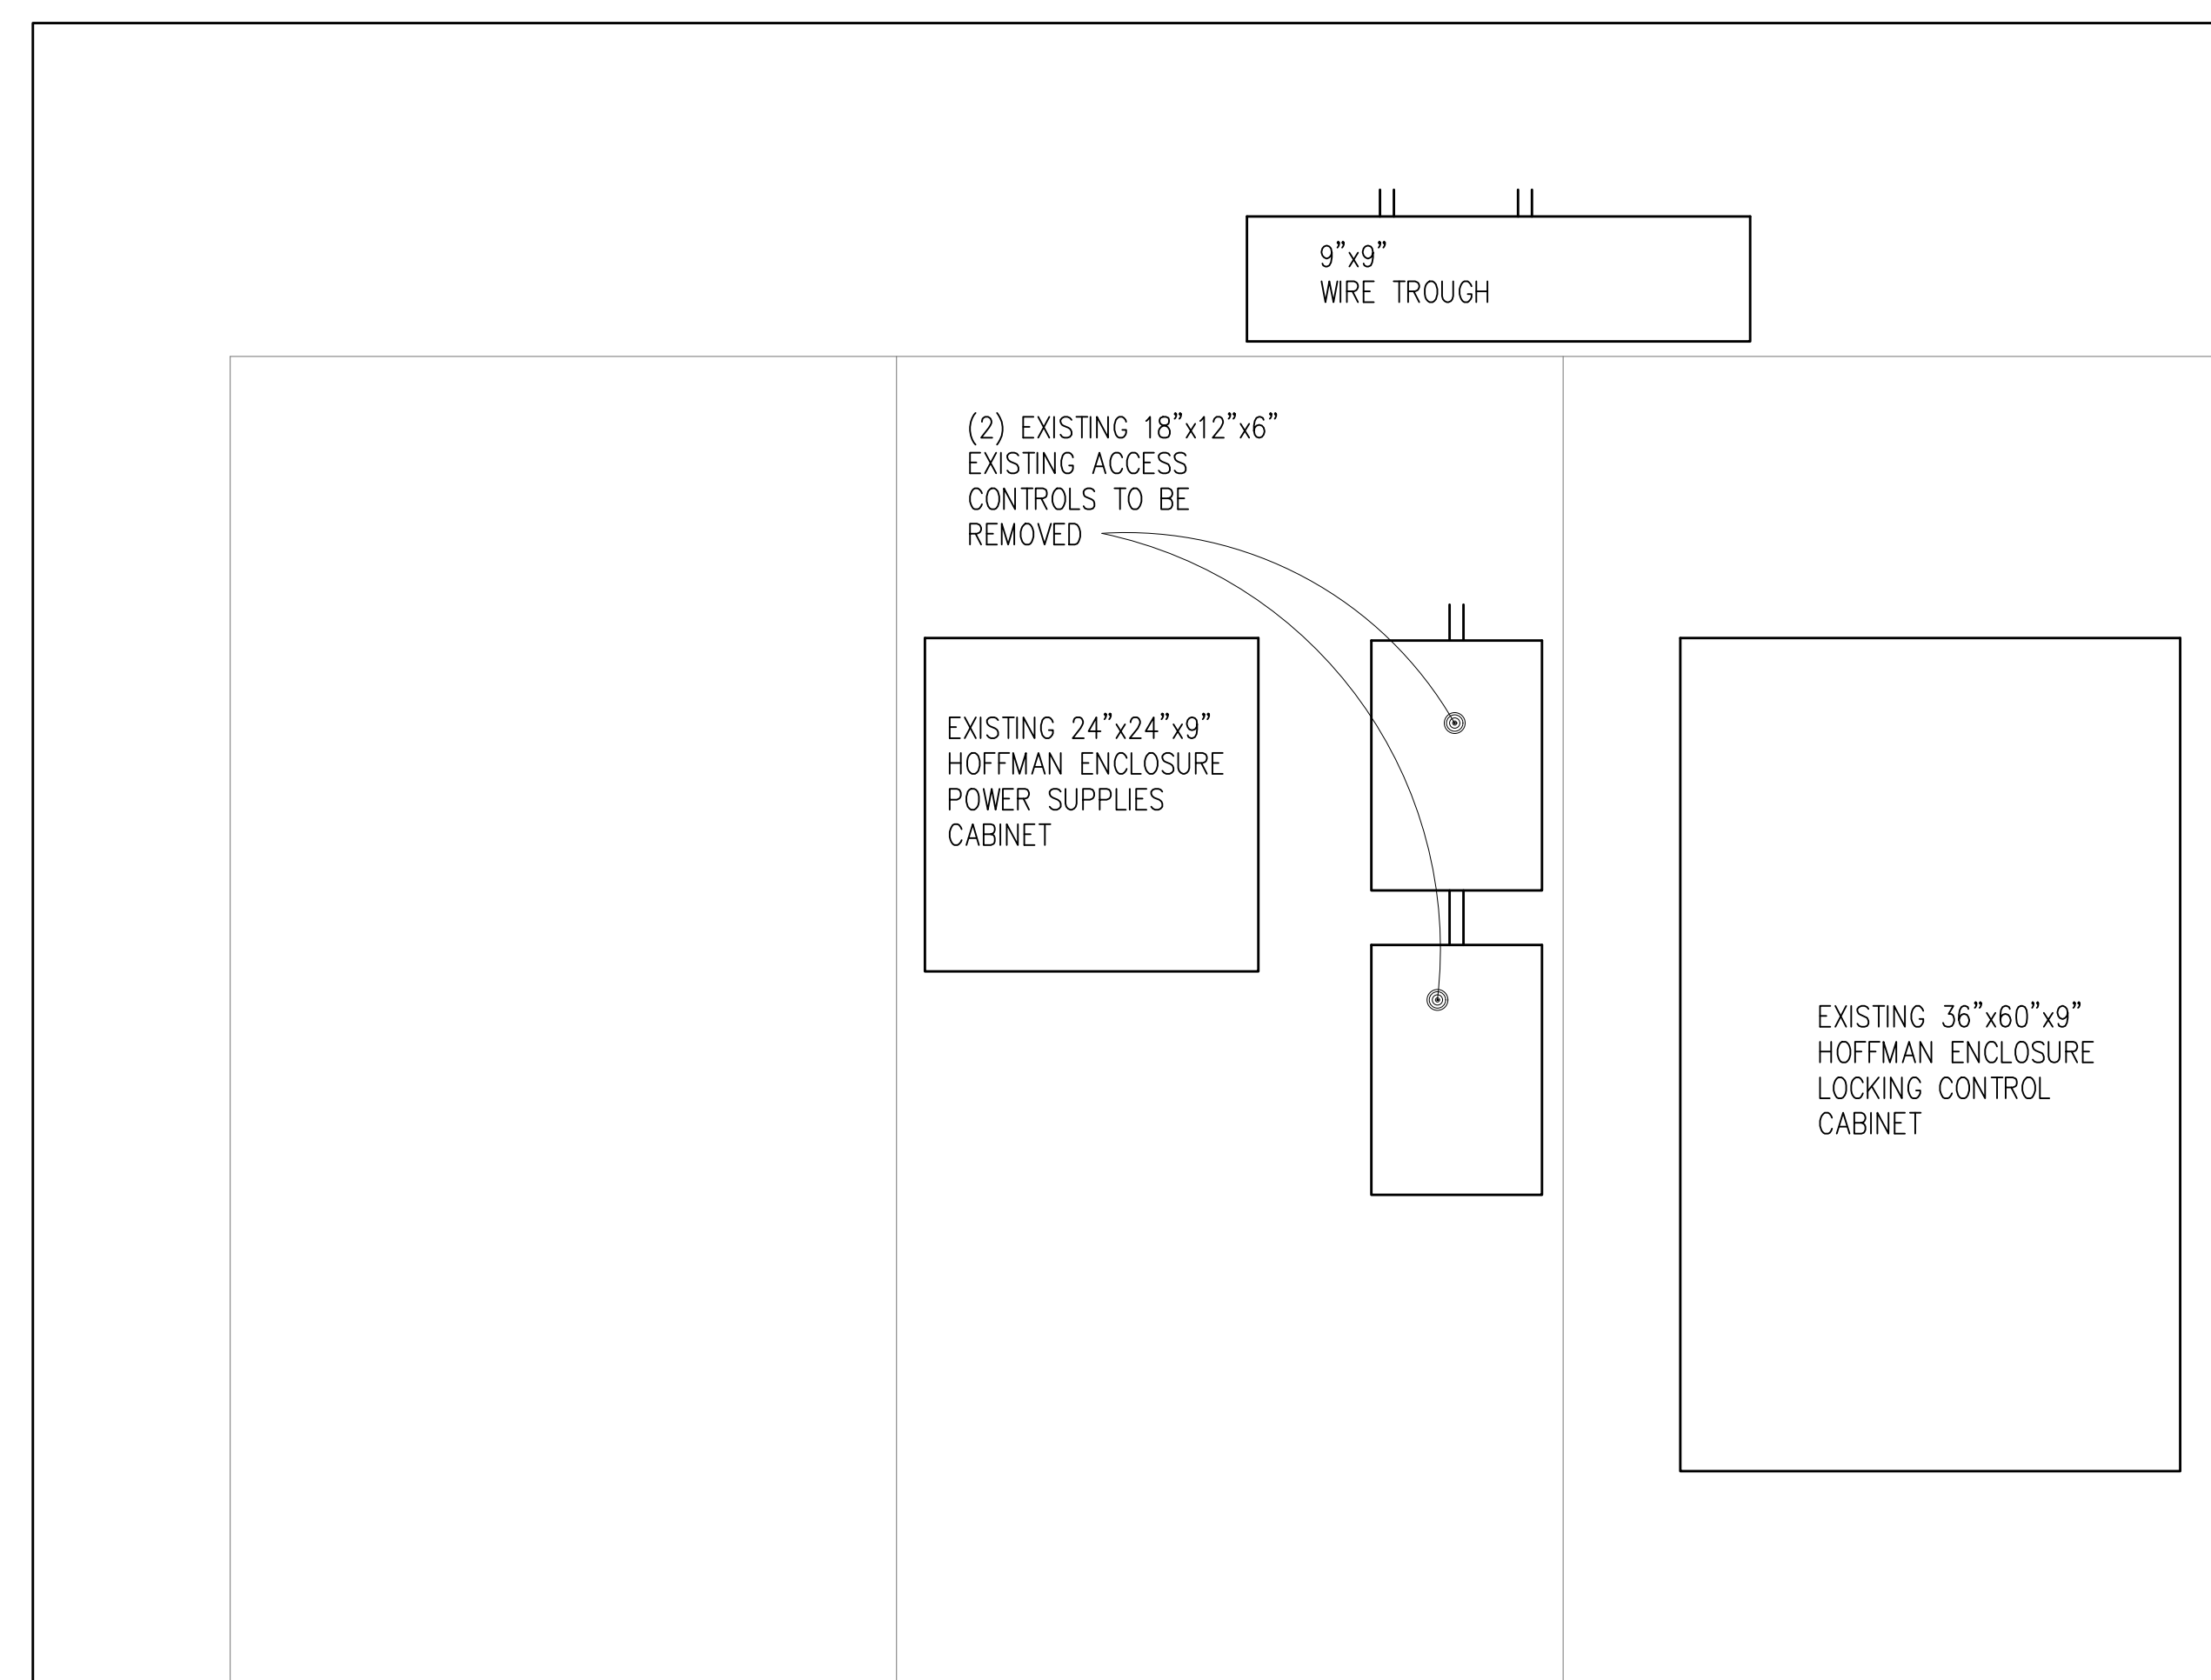 9”x9”
WIRE TROUGH
(2) EXISTING 18”x12”x6”
EXISTING ACCESS
CONTROLS TO BE
REMOVED
EXISTING 24”x24”x9”
HOFFMAN ENCLOSURE
POWER SUPPLIES
CABINET
EXISTING 36”x60”x9”
HOFFMAN ENCLOSURE
LOCKING CONTROL
CABINET